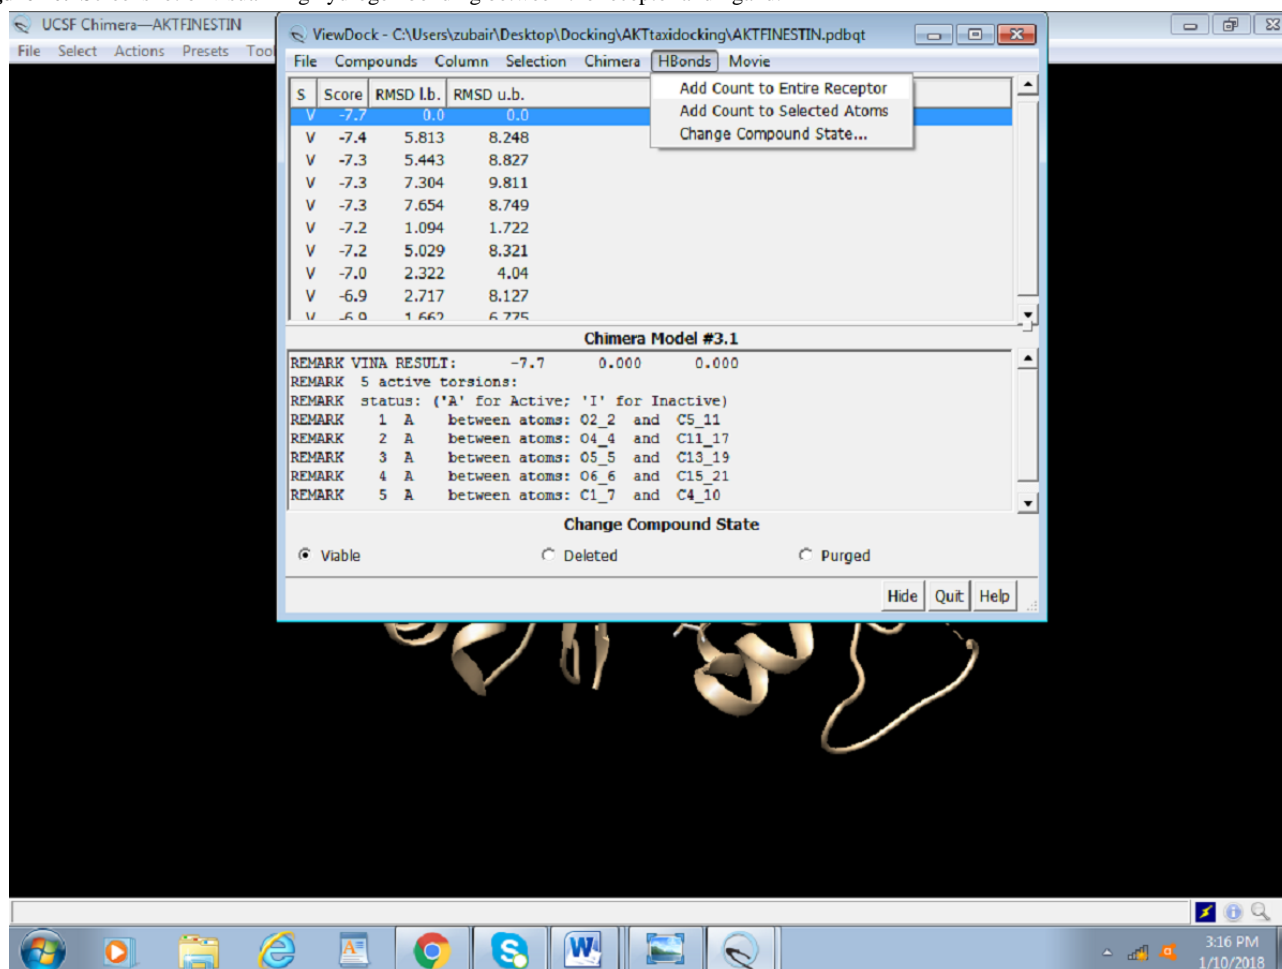 UCSF Chimera—AKTFINESTIN
File Select Actions Presets Tool
ViewDock - C:\Users\zubair\Desktop\Docking\AKTtaxidocking\AKTFINESTIN.pdbqt
File Compounds Column Selection Chimera HBonds Movie
Add Count to Entire Receptor
Add Count to Selected Atoms
Change Compound State...
S Score RMSD l.b. RMSD u.b.
V -7.7 0.0 0.0
V -7.4 5.813 8.248
V -7.3 5.443 8.827
V -7.3 7.304 9.811
V -7.3 7.654 8.749
V -7.2 1.094 1.722
V -7.2 5.029 8.321
V -7.0 2.322 4.04
V -6.9 2.717 8.127
V -6.9 1.662 6.775
Chimera Model #3.1
REMARK VINA RESULT: -7.7 0.000 0.000
REMARK 5 active torsions:
REMARK status: ('A' for Active; 'I' for Inactive)
REMARK 1 A between atoms: O2_2 and C5_11
REMARK 2 A between atoms: O4_4 and C11_17
REMARK 3 A between atoms: O5_5 and C13_19
REMARK 4 A between atoms: O6_6 and C15_21
REMARK 5 A between atoms: C1_7 and C4_10
Change Compound State
Viable Deleted Purged
Hide Quit Help
3:16 PM
1/10/2018